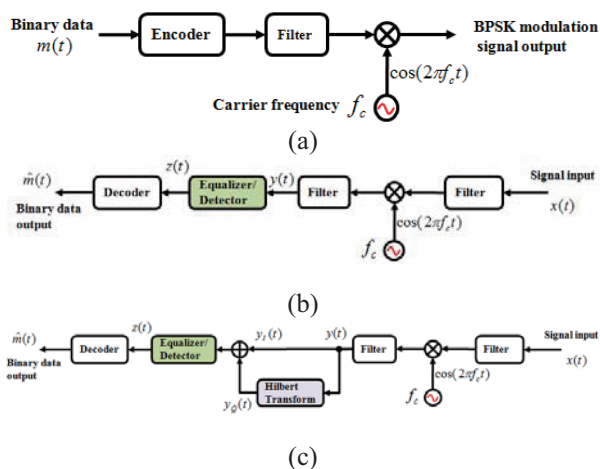 Binary data
m(t)
Encoder
Filter
BPSK modulation
signal output
cos(2πf_c t)
Carrier frequency f_c
(a)
m̂(t)
Binary data
output
Decoder
z(t)
Equalizer/
Detector
y(t)
Filter
cos(2πf_c t)
f_c
Filter
Signal input
x(t)
(b)
m̂(t)
Binary data
output
Decoder
z(t)
Equalizer/
Detector
y_I(t)
y(t)
Hilbert
Transform
y_Q(t)
Filter
cos(2πf_c t)
f_c
Filter
Signal input
x(t)
(c)